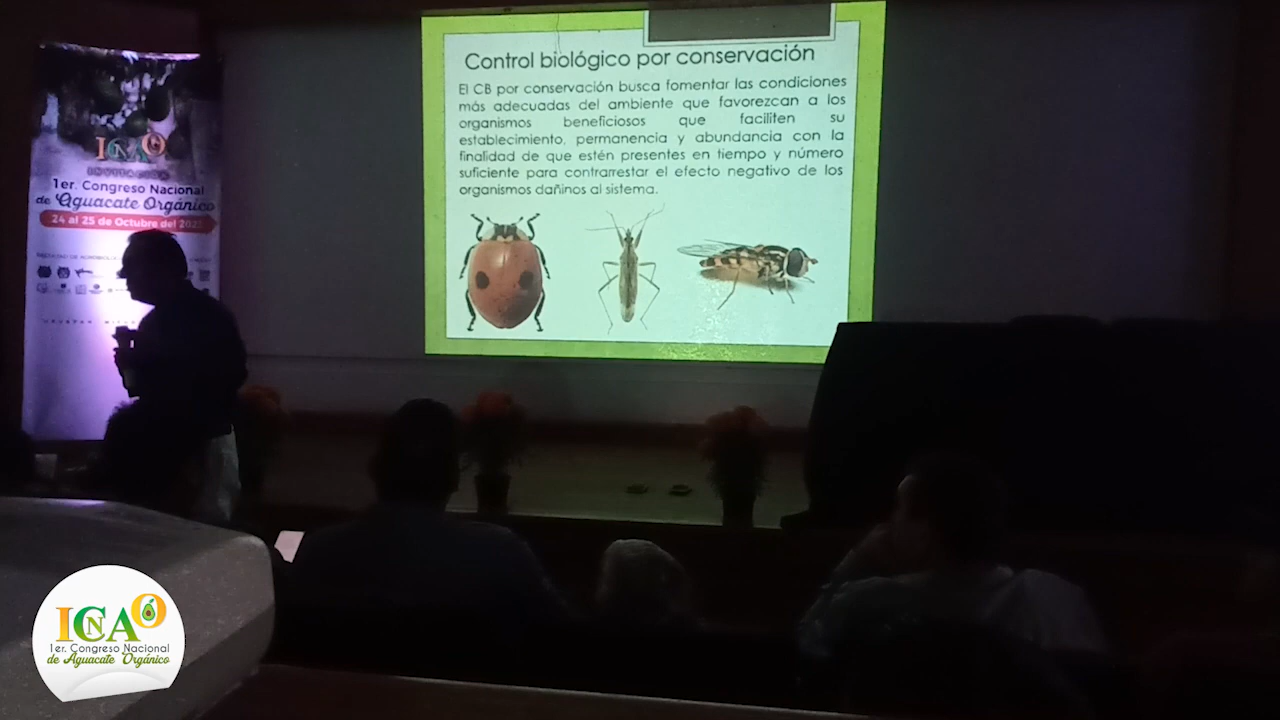 Control biológico por conservación
El CB por conservación busca fomentar las condiciones
más adecuadas del ambiente que favorezcan a los
organismos beneficiosos que faciliten su
establecimiento, permanencia y abundancia con la
finalidad de que estén presentes en tiempo y número
suficiente para contrarrestar el efecto negativo de los
organismos dañinos al sistema.
ICNAO
INVITACIÓN
1er. Congreso Nacional
de Aguacate Orgánico
24 al 25 de Octubre del
ICNAO
1er. Congreso Nacional
de Aguacate Orgánico